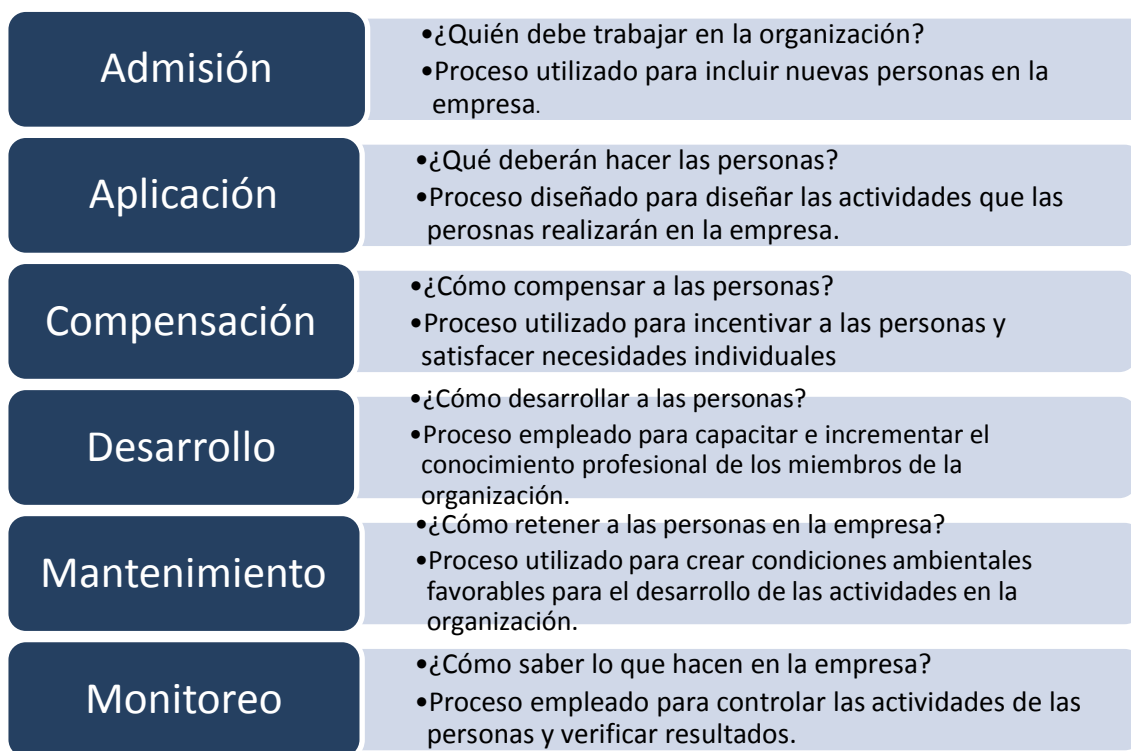 Admisión
•¿Quién debe trabajar en la organización?
•Proceso utilizado para incluir nuevas personas en la
empresa.
Aplicación
•¿Qué deberán hacer las personas?
•Proceso diseñado para diseñar las actividades que las
perosnas realizarán en la empresa.
Compensación
•¿Cómo compensar a las personas?
•Proceso utilizado para incentivar a las personas y
satisfacer necesidades individuales
Desarrollo
•¿Cómo desarrollar a las personas?
•Proceso empleado para capacitar e incrementar el
conocimiento profesional de los miembros de la
organización.
Mantenimiento
•¿Cómo retener a las personas en la empresa?
•Proceso utilizado para crear condiciones ambientales
favorables para el desarrollo de las actividades en la
organización.
Monitoreo
•¿Cómo saber lo que hacen en la empresa?
•Proceso empleado para controlar las actividades de las
personas y verificar resultados.